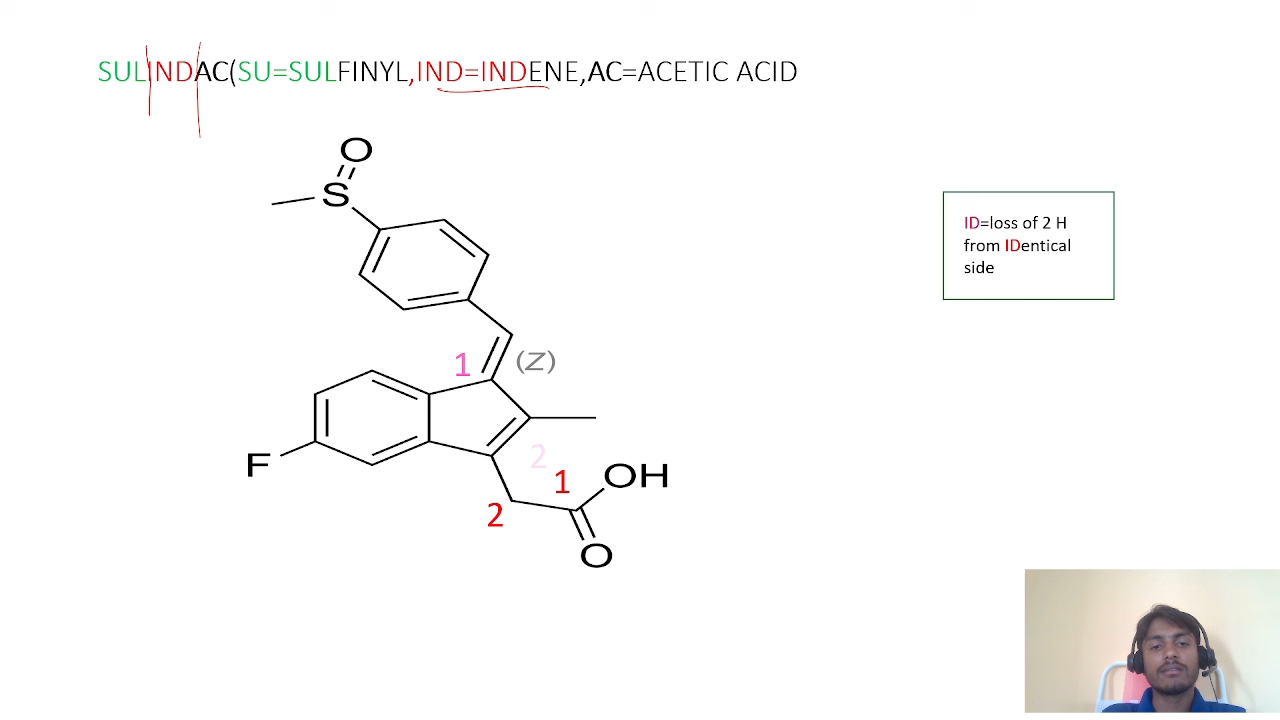 SULINDAC(SU=SULFINYL,IND=INDENE,AC=ACETIC ACID
O
S
ID=loss of 2 H
from IDentical
side
1
(Z)
2
F
1
OH
2
O